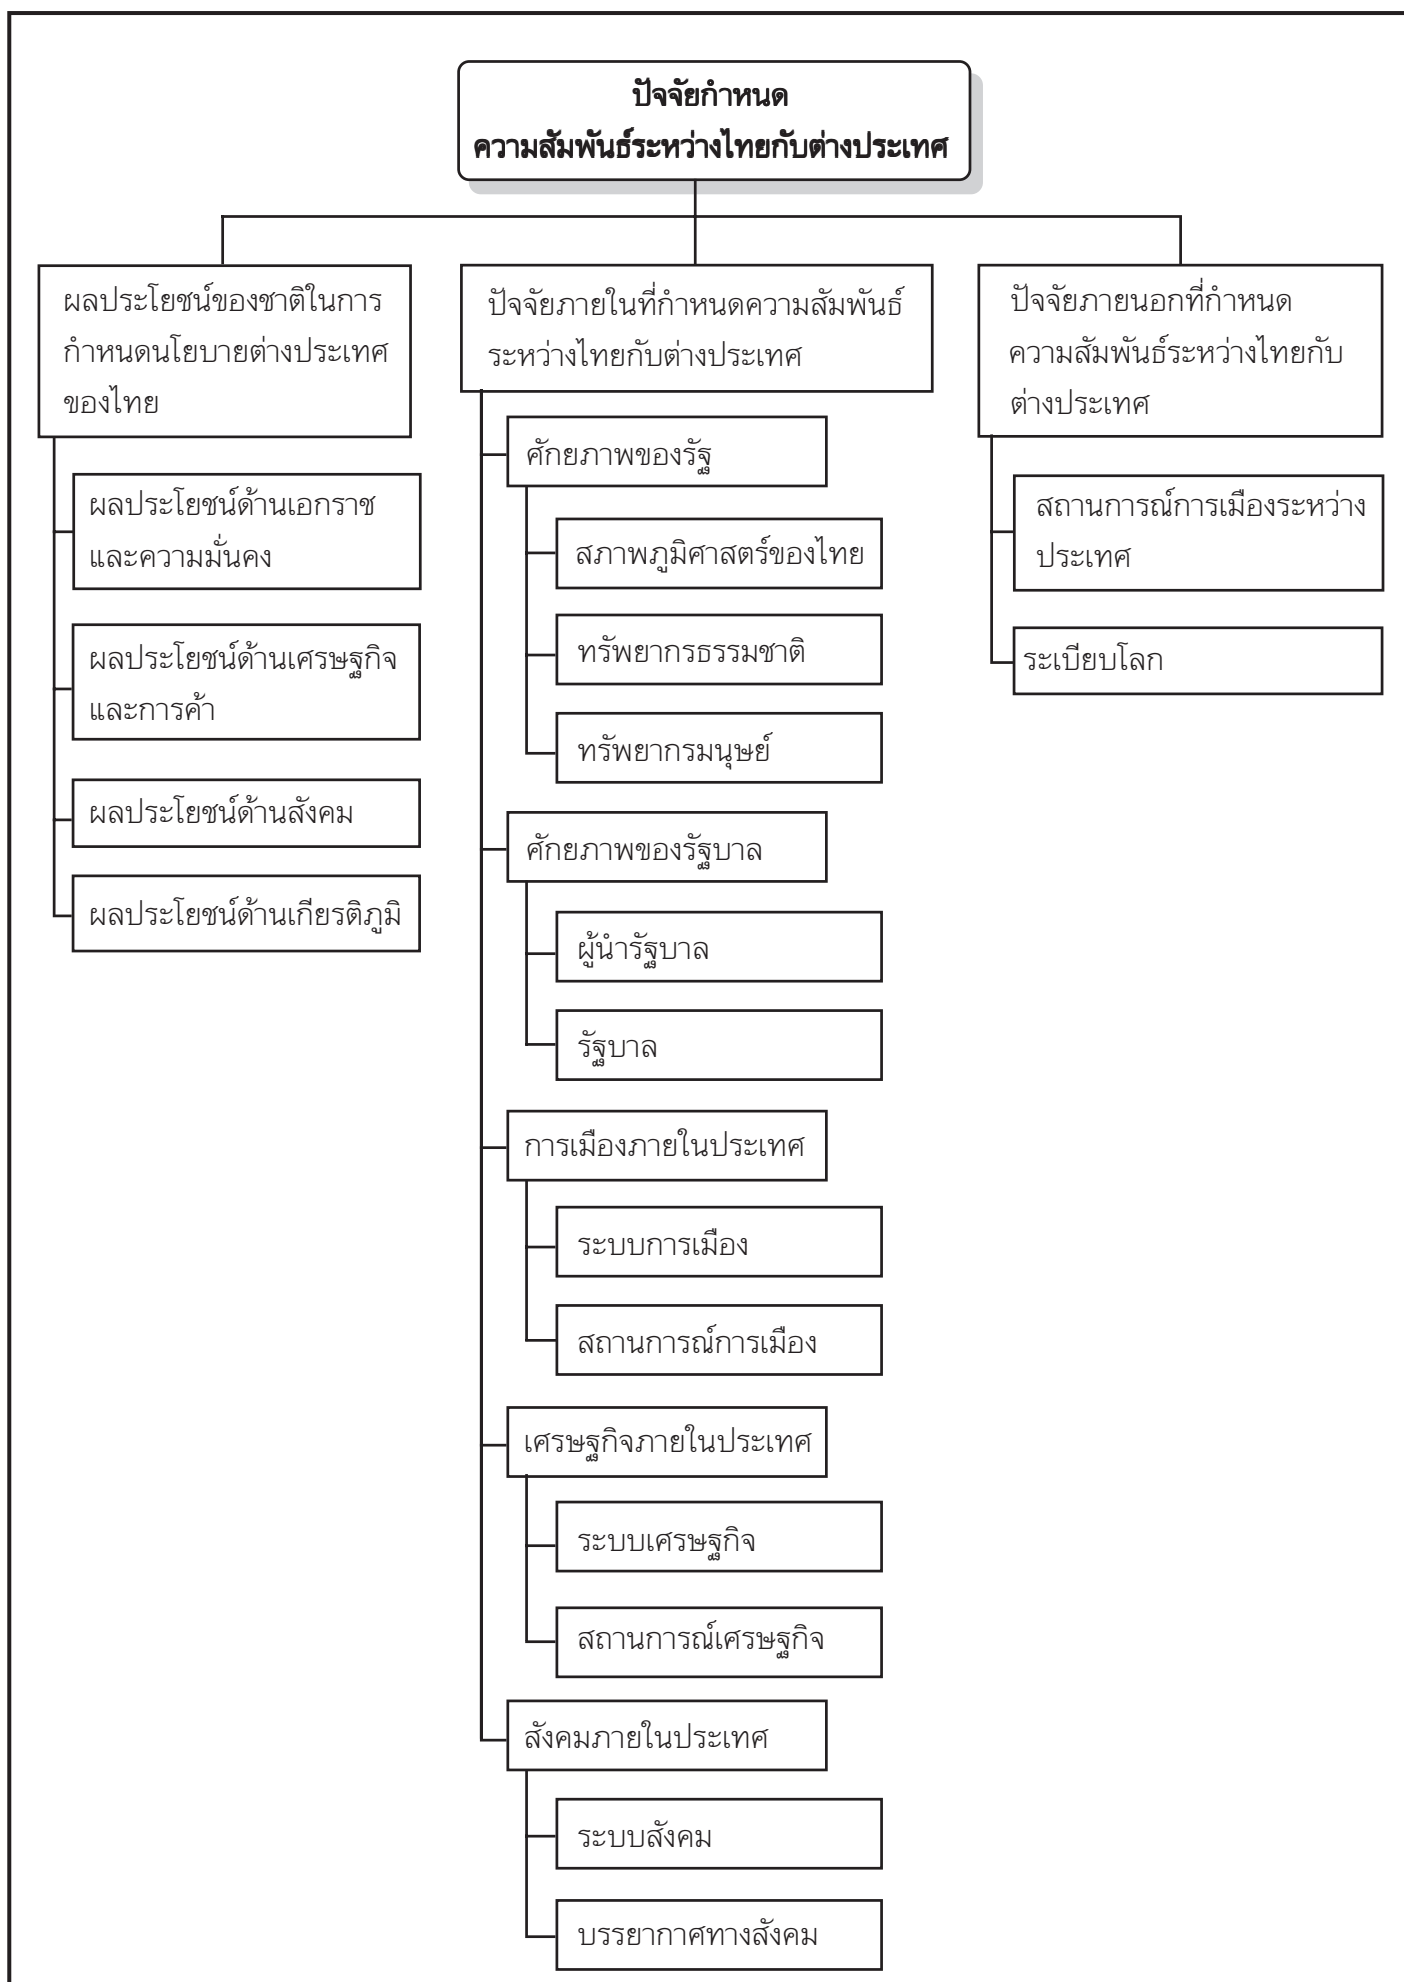 ปัจจัยกำหนด
ความสัมพันธ์ระหว่างไทยกับต่างประเทศ
ผลประโยชน์ของชาติในการ
กำหนดนโยบายต่างประเทศ
ของไทย
ผลประโยชน์ด้านเอกราช
และความมั่นคง
ผลประโยชน์ด้านเศรษฐกิจ
และการค้า
ผลประโยชน์ด้านสังคม
ผลประโยชน์ด้านเกียรติภูมิ
ปัจจัยภายในที่กำหนดความสัมพันธ์
ระหว่างไทยกับต่างประเทศ
ศักยภาพของรัฐ
สภาพภูมิศาสตร์ของไทย
ทรัพยากรธรรมชาติ
ทรัพยากรมนุษย์
ศักยภาพของรัฐบาล
ผู้นำรัฐบาล
รัฐบาล
การเมืองภายในประเทศ
ระบบการเมือง
สถานการณ์การเมือง
เศรษฐกิจภายในประเทศ
ระบบเศรษฐกิจ
สถานการณ์เศรษฐกิจ
สังคมภายในประเทศ
ระบบสังคม
บรรยากาศทางสังคม
ปัจจัยภายนอกที่กำหนด
ความสัมพันธ์ระหว่างไทยกับ
ต่างประเทศ
สถานการณ์การเมืองระหว่าง
ประเทศ
ระเบียบโลก